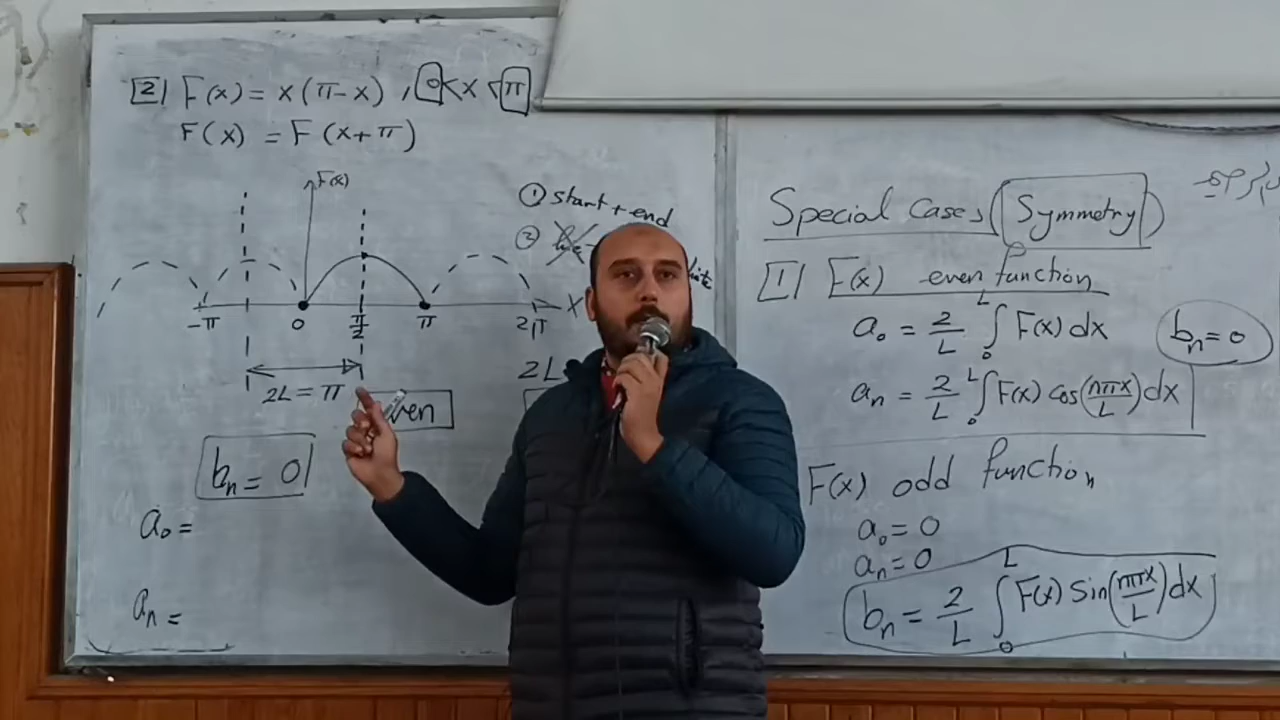 [2] F(x) = x(π-x) , 0<x<π
F(x) = F(x+π)
F(x)
-π 0 π/2 π 2π X
2L = π
even
bn = 0
a₀ =
an =
① start + end
②
2L
Special Cases (Symmetry)
[1] F(x) even function
a₀ = 2/L ∫₀ᴸ F(x) dx
bn = 0
an = 2/L ∫₀ᴸ F(x) cos(nπx/L) dx
F(x) odd function
a₀ = 0
an = 0
bn = 2/L ∫₀ᴸ F(x) Sin(nπx/L) dx